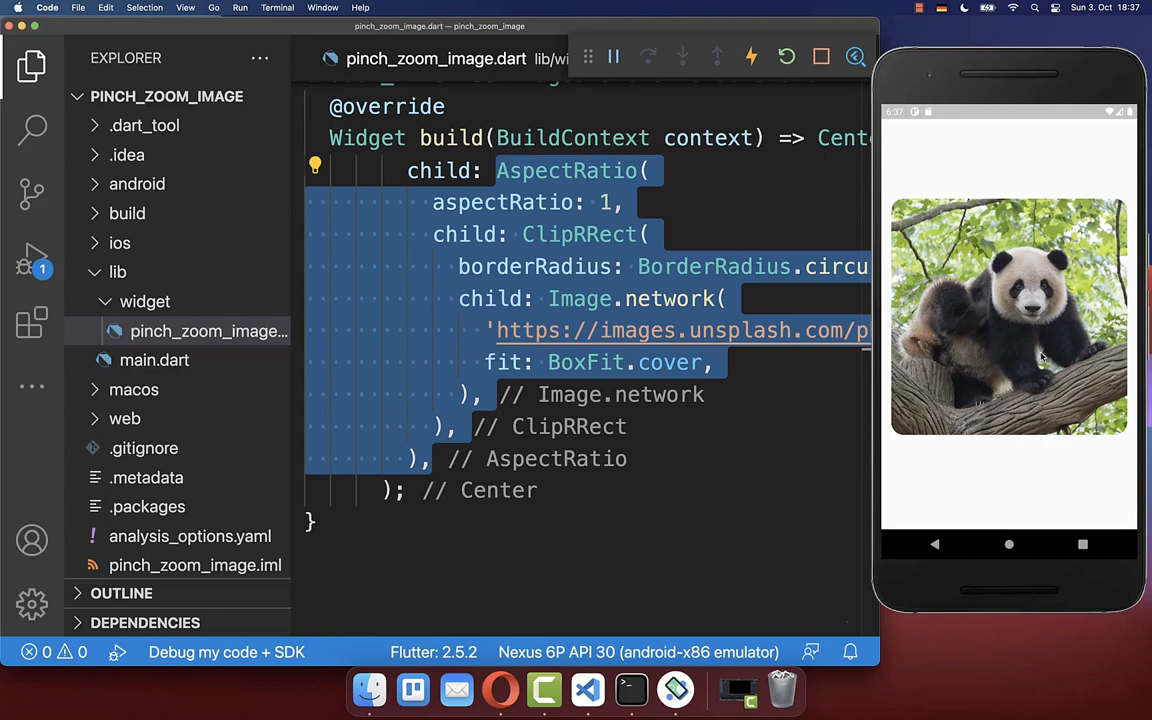 Code File Edit Selection View Go Run Terminal Window Help
Sun 3. Oct 18:37
pinch_zoom_image.dart — pinch_zoom_image
EXPLORER
PINCH_ZOOM_IMAGE
.dart_tool
.idea
android
build
ios
lib
widget
pinch_zoom_image...
main.dart
macos
web
.gitignore
.metadata
.packages
analysis_options.yaml
pinch_zoom_image.iml
OUTLINE
DEPENDENCIES
1
pinch_zoom_image.dart lib/wi
@override
Widget build(BuildContext context) => Cent
child: AspectRatio(
aspectRatio: 1,
child: ClipRRect(
borderRadius: BorderRadius.circu
child: Image.network(
'https://images.unsplash.com/p
fit: BoxFit.cover,
), // Image.network
), // ClipRRect
), // AspectRatio
); // Center
}
0 0 Debug my code + SDK Flutter: 2.5.2 Nexus 6P API 30 (android-x86 emulator)
6:37